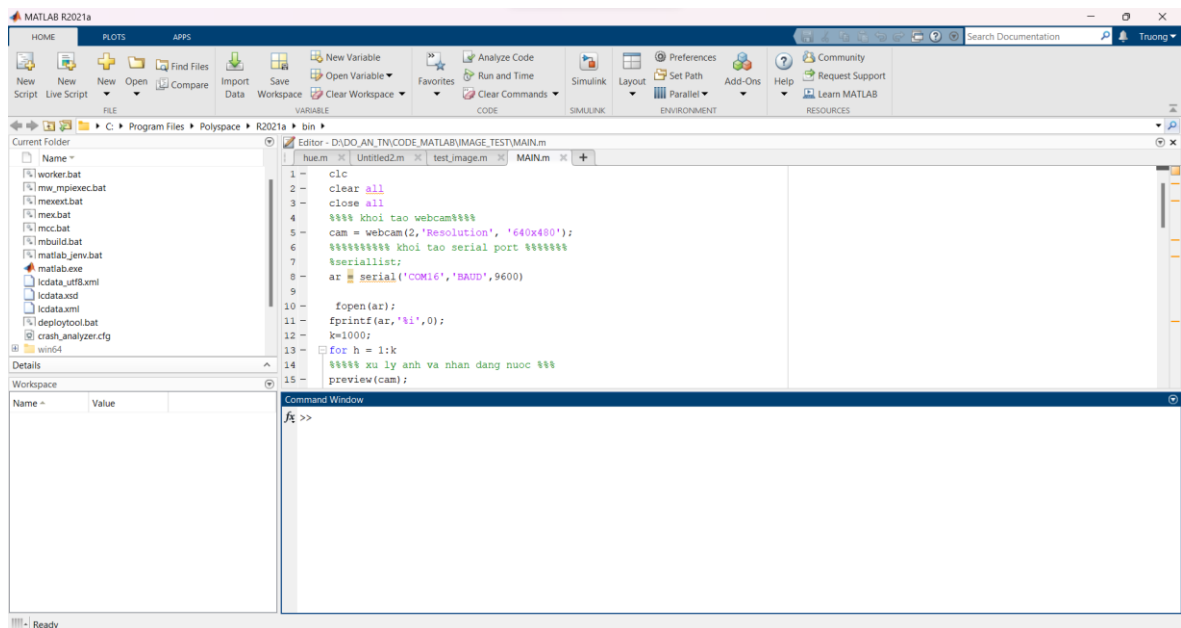 MATLAB R2021a
HOME PLOTS APPS Search Documentation Truong
New Script New Live Script New Open Find Files Compare Import Data Save Workspace New Variable Open Variable Clear Workspace Favorites Analyze Code Run and Time Clear Commands Simulink Layout Preferences Set Path Parallel Add-Ons Help Community Request Support Learn MATLAB
FILE VARIABLE CODE SIMULINK ENVIRONMENT RESOURCES
C: Program Files Polyspace R2021a bin
Current Folder
Name
worker.bat
mw_mpiexec.bat
mexext.bat
mex.bat
mcc.bat
mbuild.bat
matlab_jenv.bat
matlab.exe
lcdata_utf8.xml
lcdata.xsd
lcdata.xml
deploytool.bat
crash_analyzer.cfg
win64
Details
Workspace
Name Value
Editor - D:\DO_AN_TN\CODE_MATLAB\IMAGE_TEST\MAIN.m
hue.m Untitled2.m test_image.m MAIN.m
1 - clc
2 - clear all
3 - close all
4 %%%% khoi tao webcam%%%%
5 - cam = webcam(2,'Resolution', '640x480');
6 %%%%%%%%%% khoi tao serial port %%%%%%%
7 %seriallist;
8 - ar = serial('COM16','BAUD',9600)
9
10 - fopen(ar);
11 - fprintf(ar,'%i',0);
12 - k=1000;
13 - for h = 1:k
14 %%%%% xu ly anh va nhan dang nuoc %%%
15 - preview(cam);
Command Window
fx >>
Ready